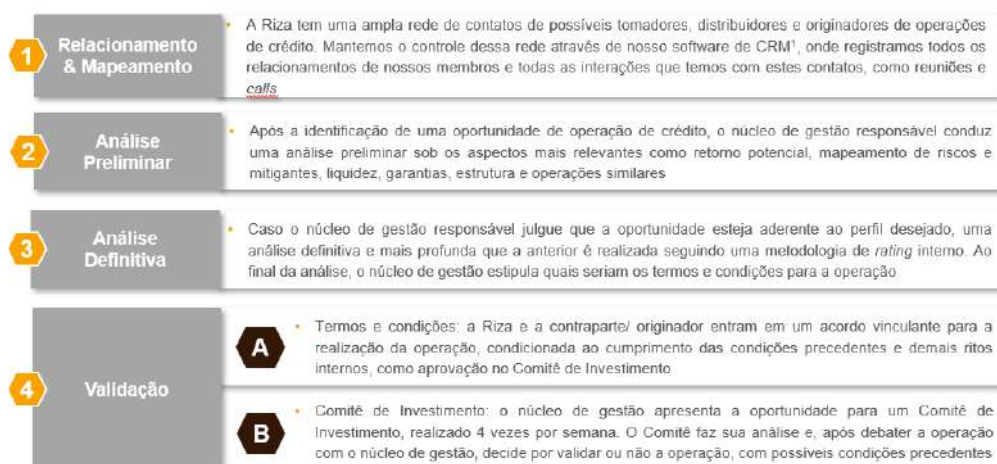 1
Relacionamento
& Mapeamento
• A Riza tem uma ampla rede de contatos de possíveis tomadores, distribuidores e originadores de operações
de crédito. Mantemos o controle dessa rede através de nosso software de CRM¹, onde registramos todos os
relacionamentos de nossos membros e todas as interações que temos com estes contatos, como reuniões e
calls
2
Análise
Preliminar
• Após a identificação de uma oportunidade de operação de crédito, o núcleo de gestão responsável conduz
uma análise preliminar sob os aspectos mais relevantes como retorno potencial, mapeamento de riscos e
mitigantes, liquidez, garantias, estrutura e operações similares
3
Análise
Definitiva
• Caso o núcleo de gestão responsável julgue que a oportunidade esteja aderente ao perfil desejado, uma
análise definitiva e mais profunda que a anterior é realizada seguindo uma metodologia de rating interno. Ao
final da análise, o núcleo de gestão estipula quais seriam os termos e condições para a operação
4
Validação
A
• Termos e condições: a Riza e a contraparte/ originador entram em um acordo vinculante para a
realização da operação, condicionada ao cumprimento das condições precedentes e demais ritos
internos, como aprovação no Comitê de Investimento
B
• Comitê de Investimento: o núcleo de gestão apresenta a oportunidade para um Comitê de
Investimento, realizado 4 vezes por semana. O Comitê faz sua análise e, após debater a operação
com o núcleo de gestão, decide por validar ou não a operação, com possíveis condições precedentes